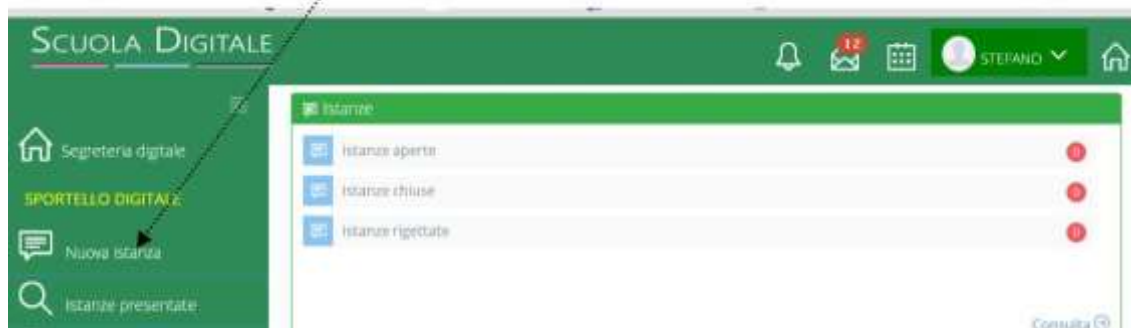 SCUOLA DIGITALE
12
STEFANO
Segreteria digitale
SPORTELLO DIGITALE
Nuova istanza
Istanze presentate
Istanze
Istanze aperte
0
Istanze chiuse
0
Istanze rigettate
0
Consulta